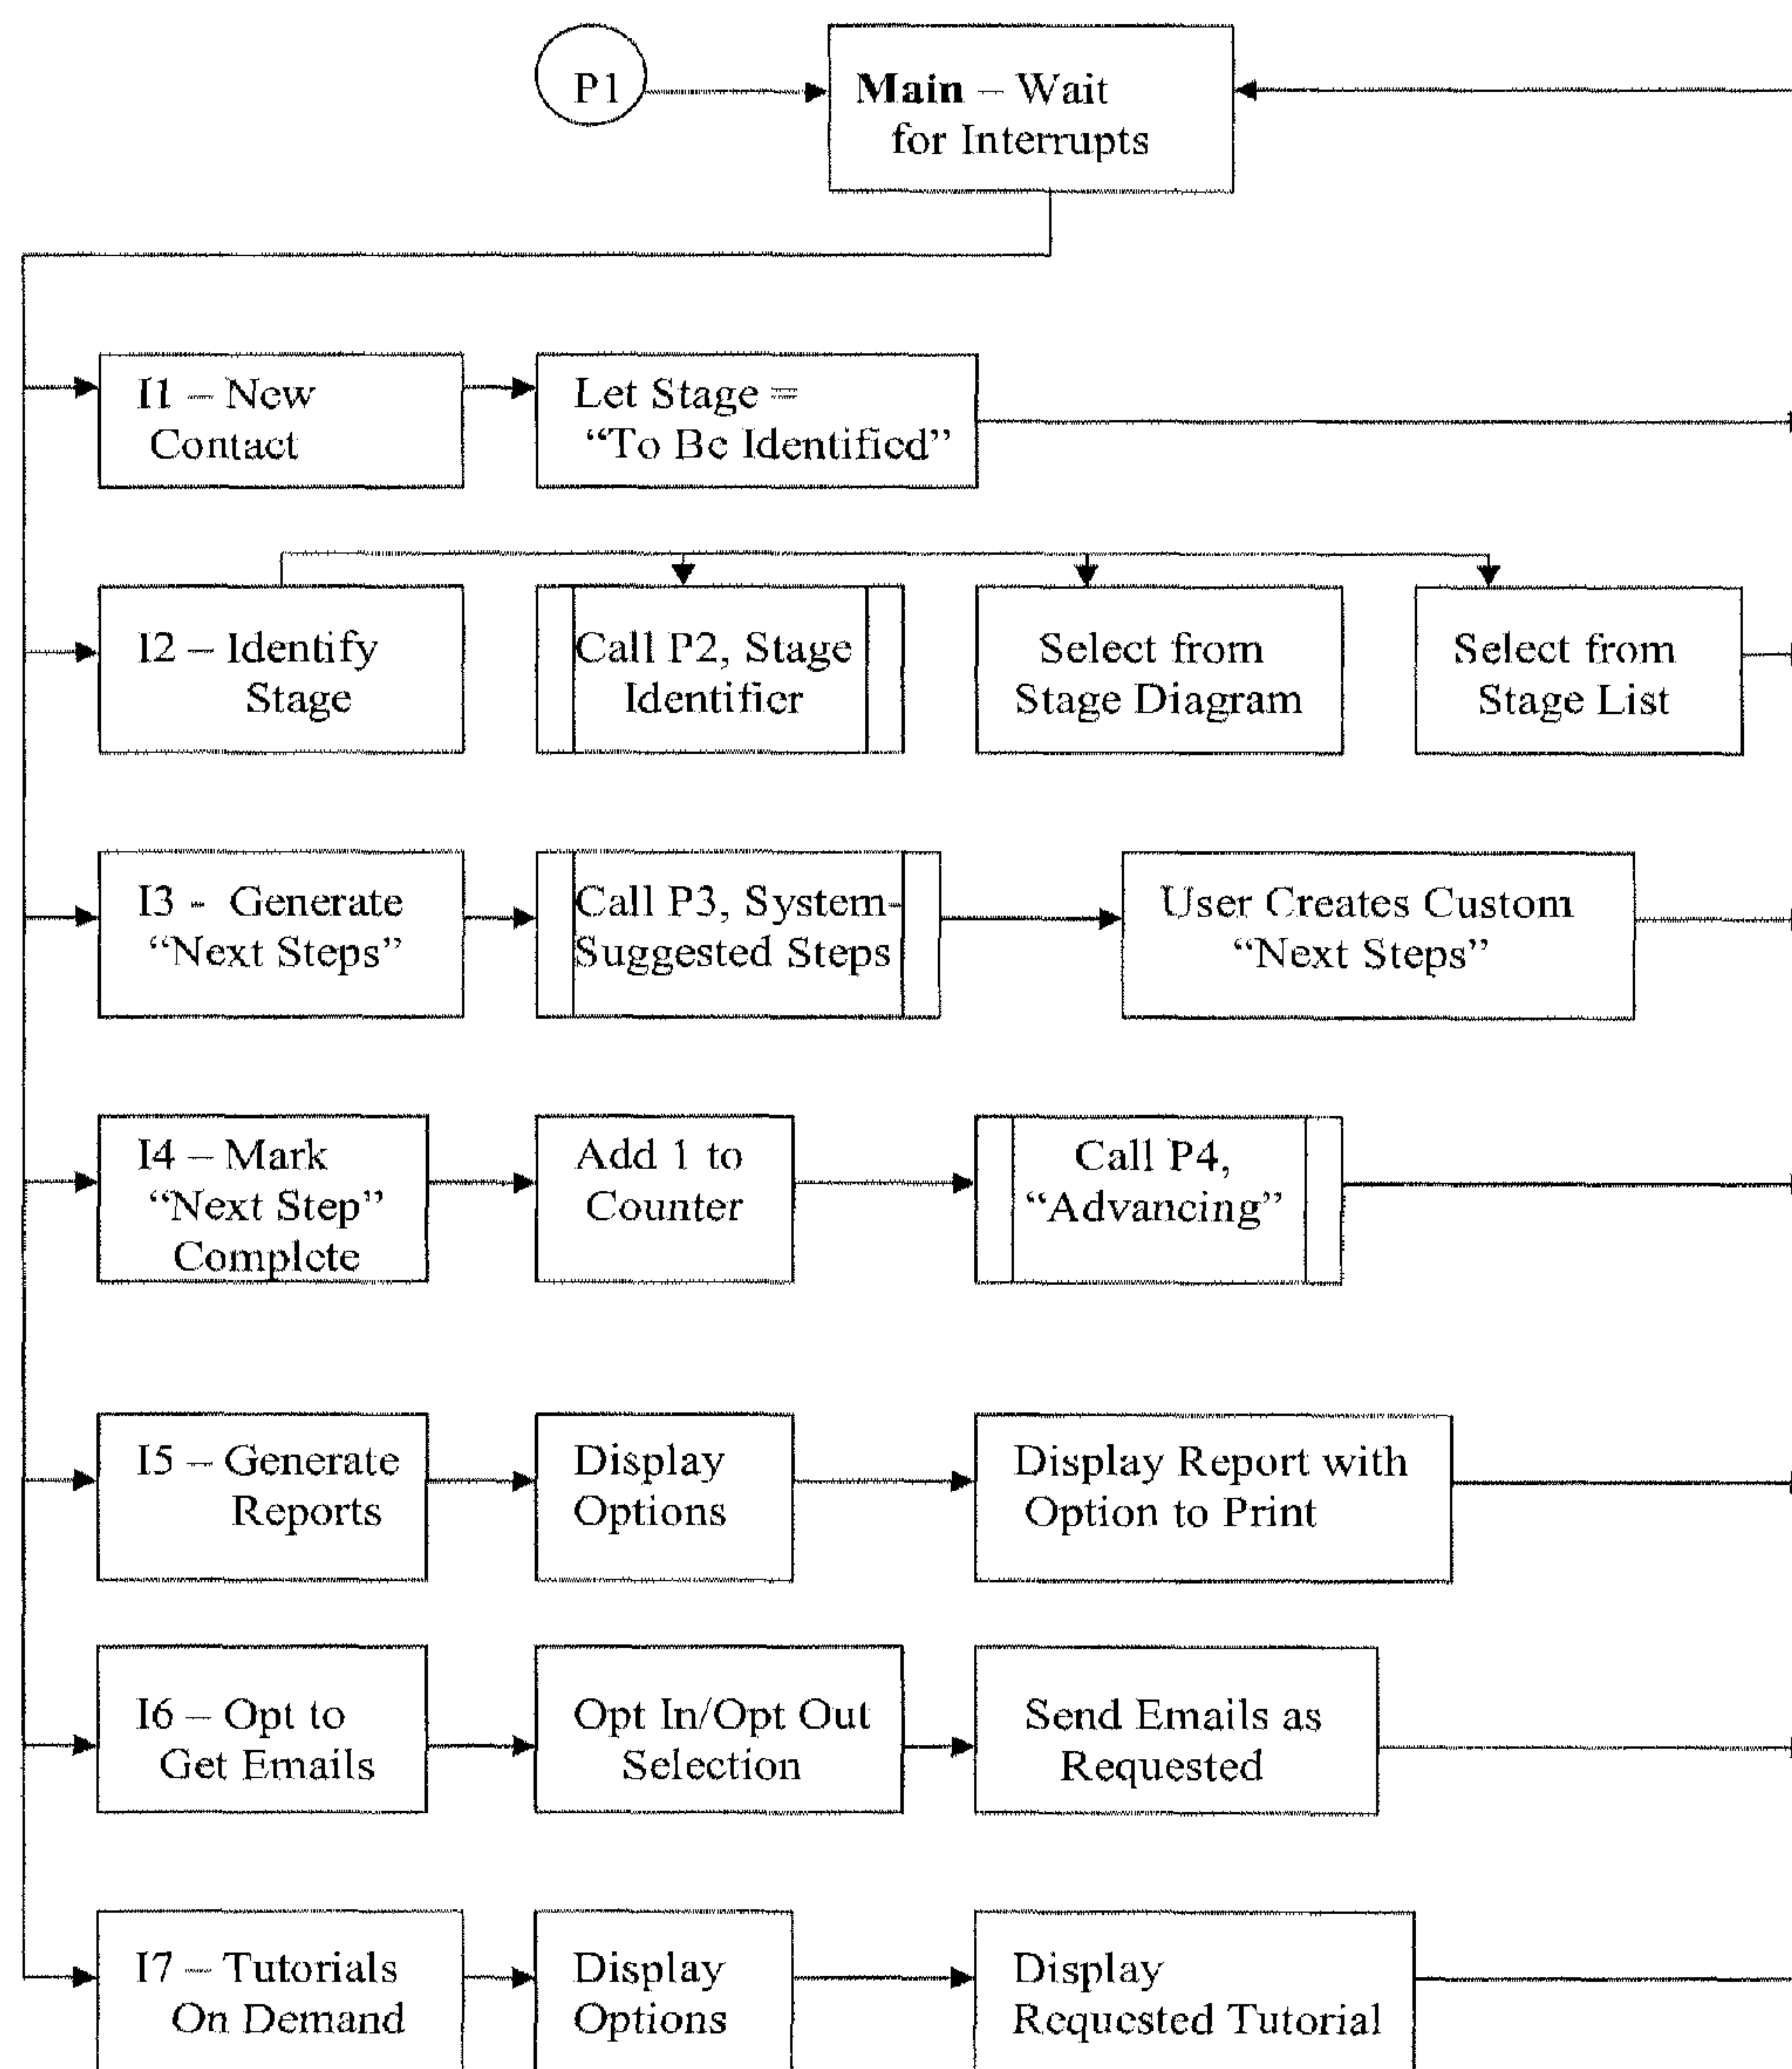 P1
Main – Wait
for Interrupts
I1 – New
Contact
Let Stage =
“To Be Identified”
I2 – Identify
Stage
Call P2, Stage
Identifier
Select from
Stage Diagram
Select from
Stage List
I3 - Generate
“Next Steps”
Call P3, System-
Suggested Steps
User Creates Custom
“Next Steps”
I4 – Mark
“Next Step”
Complete
Add 1 to
Counter
Call P4,
“Advancing”
I5 – Generate
Reports
Display
Options
Display Report with
Option to Print
I6 – Opt to
Get Emails
Opt In/Opt Out
Selection
Send Emails as
Requested
I7 – Tutorials
On Demand
Display
Options
Display
Requested Tutorial